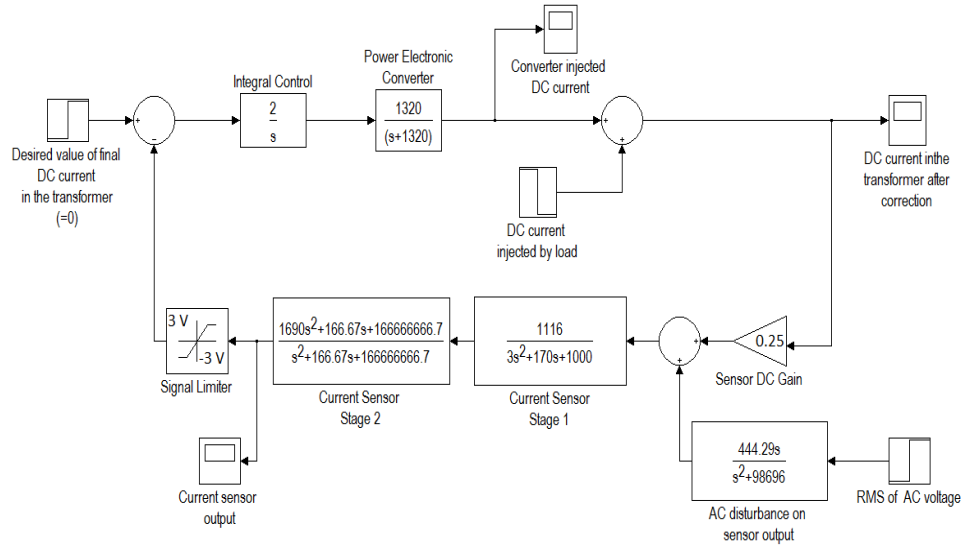 Power Electronic
Converter
Converter injected
DC current
Integral Control
2
s
1320
(s+1320)
+
−
+
+
Desired value of final
DC current
in the transformer
(=0)
DC current inthe
transformer after
correction
DC current
injected by load
3 V
-3 V
Signal Limiter
1690s2+166.67s+166666666.7
s2+166.67s+166666666.7
Current Sensor
Stage 2
1116
3s2+170s+1000
Current Sensor
Stage 1
+
+
0.25
Sensor DC Gain
Current sensor
output
444.29s
s2+98696
AC disturbance on
sensor output
RMS of AC voltage